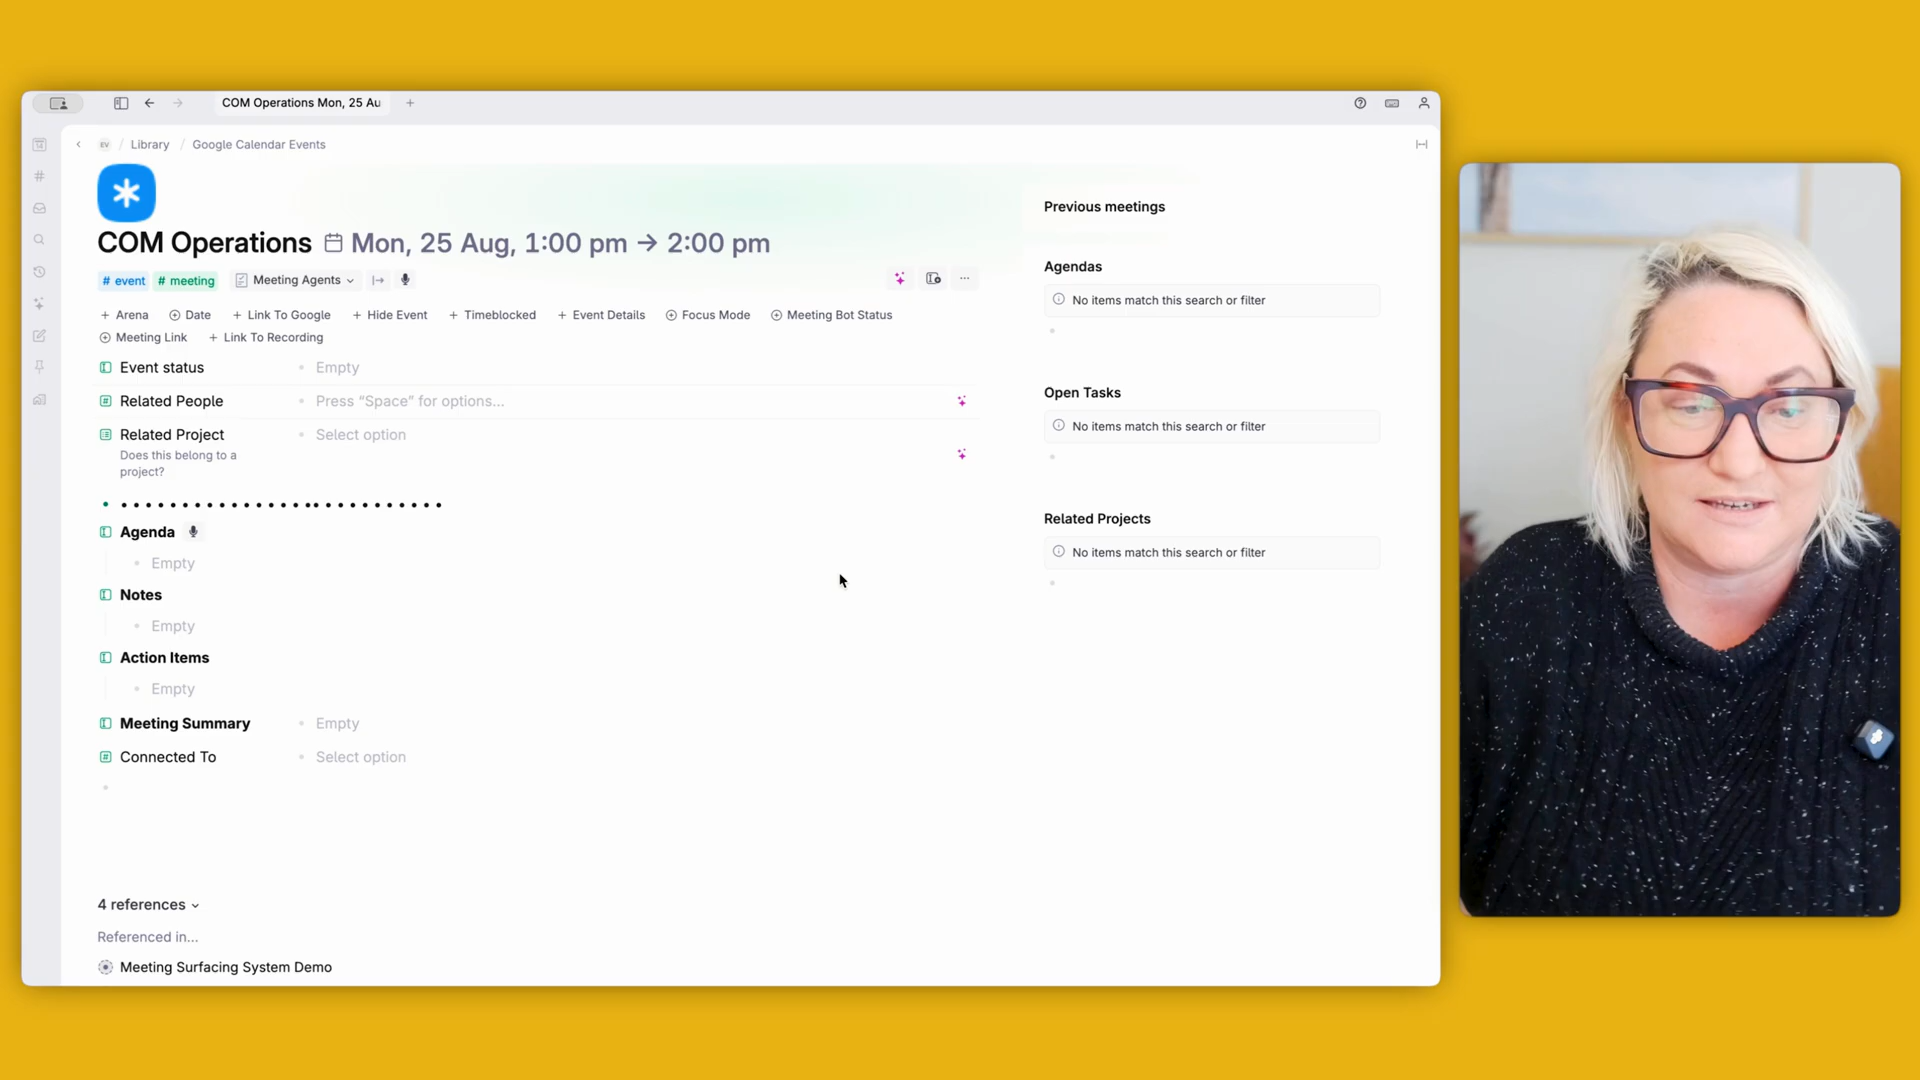 COM Operations Mon, 25 Au
Library / Google Calendar Events
COM Operations Mon, 25 Aug, 1:00 pm → 2:00 pm
# event # meeting Meeting Agents
+ Arena Date + Link To Google + Hide Event + Timeblocked + Event Details Focus Mode Meeting Bot Status
Meeting Link + Link To Recording
Event status Empty
Related People Press “Space” for options...
Related Project Select option
Does this belong to a
project?
Agenda
Empty
Notes
Empty
Action Items
Empty
Meeting Summary Empty
Connected To Select option
4 references
Referenced in...
Meeting Surfacing System Demo
Previous meetings
Agendas
No items match this search or filter
Open Tasks
No items match this search or filter
Related Projects
No items match this search or filter